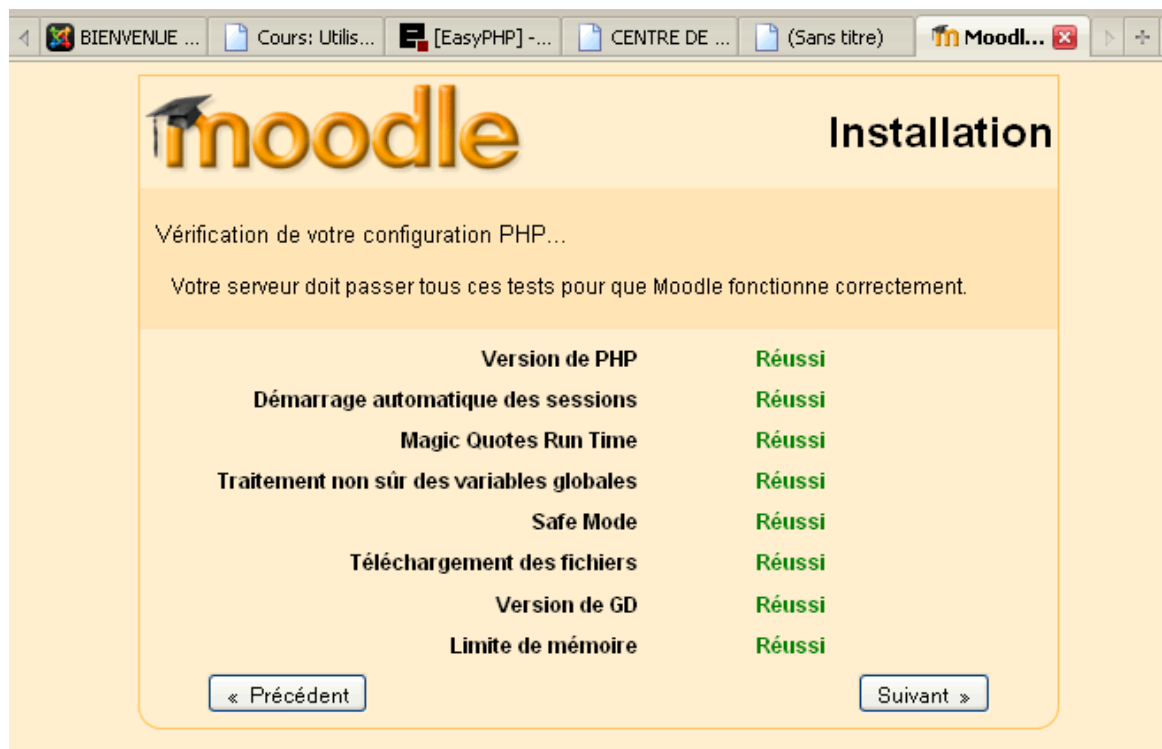 BIENVENUE ... Cours: Utilis... [EasyPHP] -... CENTRE DE ... (Sans titre) Moodl...
moodle Installation
Vérification de votre configuration PHP...
Votre serveur doit passer tous ces tests pour que Moodle fonctionne correctement.
Version de PHP Réussi
Démarrage automatique des sessions Réussi
Magic Quotes Run Time Réussi
Traitement non sûr des variables globales Réussi
Safe Mode Réussi
Téléchargement des fichiers Réussi
Version de GD Réussi
Limite de mémoire Réussi
« Précédent Suivant »